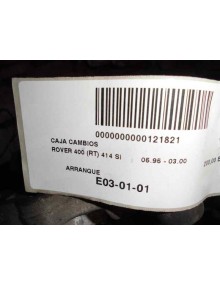 0000000000121821
CAJA CAMBIOS
ROVER 400 (RT) 414 SI 06.96 - 03.00
ARRANQUE
E03-01-01